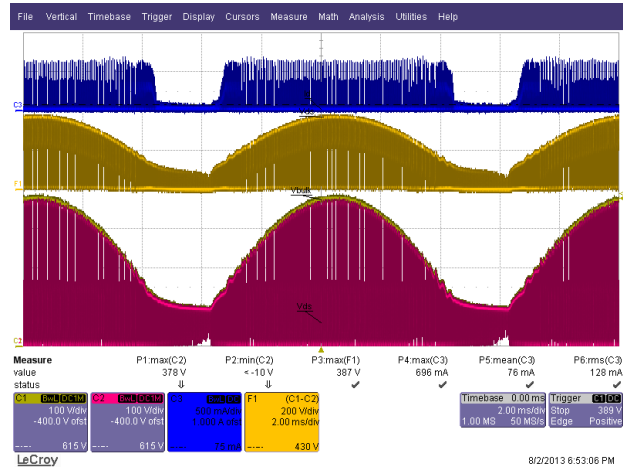 File Vertical Timebase Trigger Display Cursors Measure Math Analysis Utilities Help
C3
F1
Vbulk
Vds
C2
Measure P1:max(C2) P2:min(C2) P3:max(F1) P4:max(C3) P5:mean(C3) P6:rms(C3)
value 378 V < -10 V 387 V 696 mA 76 mA 128 mA
status
C1 BwL DC1M
100 V/div
-400.0 V ofst
615 V
C2 BwL DC1M
100 V/div
-400.0 V ofst
615 V
F1 (C1-C2)
200 V/div
2.00 ms/div
430 V
Timebase 0.00 ms
2.00 ms/div
1.00 MS 50 MS/s
Trigger C1 DC
Stop 389 V
Edge Positive
LeCroy
8/2/2013 6:53:06 PM